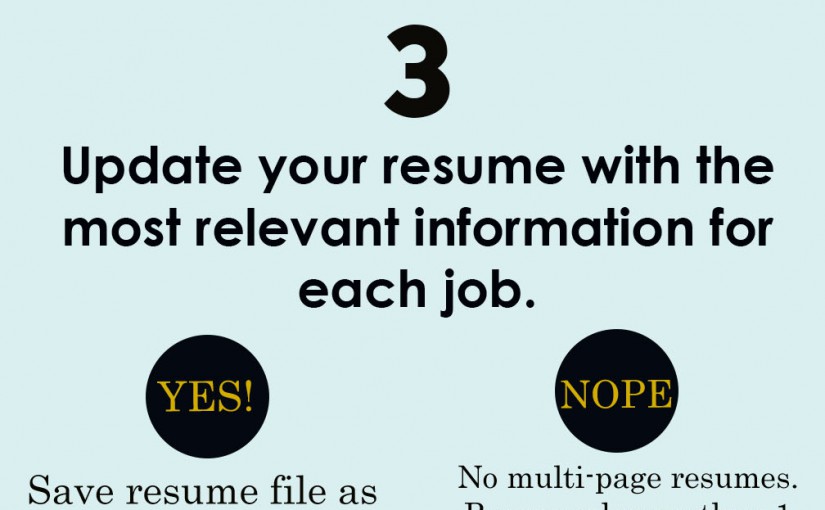 3
Update your resume with the
most relevant information for
each job.
YES!
Save resume file as
NOPE
No multi-page resumes.